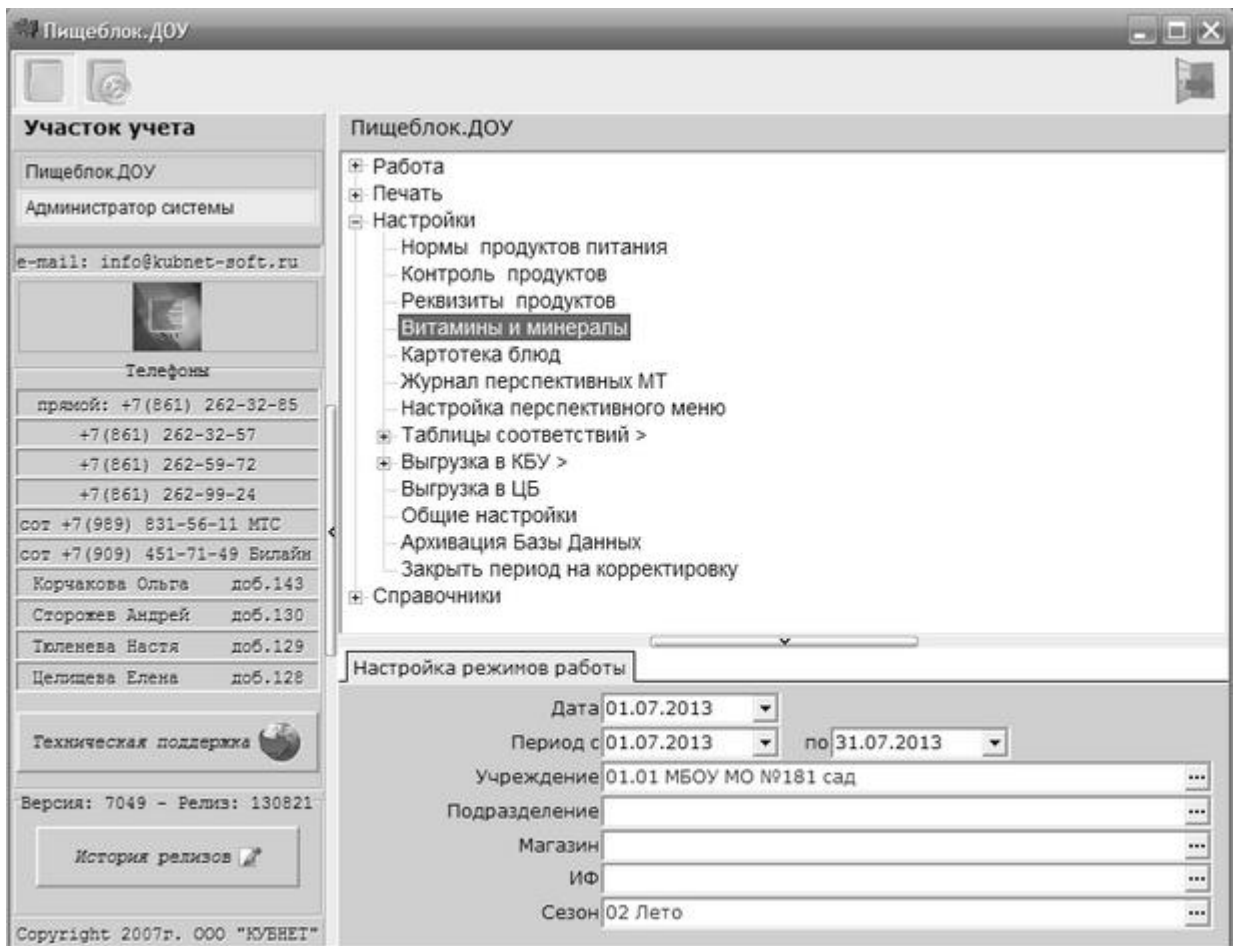 Пищеблок.ДОУ
Участок учета
Пищеблок.ДОУ
Администратор системы
e-mail: info@kubnet-soft.ru
Телефоны
прямой: +7(861) 262-32-85
+7(861) 262-32-57
+7(861) 262-59-72
+7(861) 262-99-24
сот +7(989) 831-56-11 МТС
сот +7(909) 451-71-49 Билайн
Корчакова Ольга доб.143
Сторожев Андрей доб.130
Тюленева Настя доб.129
Целищева Елена доб.128
Техническая поддержка
Версия: 7049 - Релиз: 130821
История релизов
Copyright 2007г. ООО "КУБНЕТ"
Пищеблок.ДОУ
Работа
Печать
Настройки
Нормы продуктов питания
Контроль продуктов
Реквизиты продуктов
Витамины и минералы
Картотека блюд
Журнал перспективных МТ
Настройка перспективного меню
Таблицы соответствий >
Выгрузка в КБУ >
Выгрузка в ЦБ
Общие настройки
Архивация Базы Данных
Закрыть период на корректировку
Справочники
Настройка режимов работы
Дата 01.07.2013
Период с 01.07.2013 по 31.07.2013
Учреждение 01.01 МБОУ МО №181 сад ...
Подразделение ...
Магазин ...
ИФ ...
Сезон 02 Лето ...